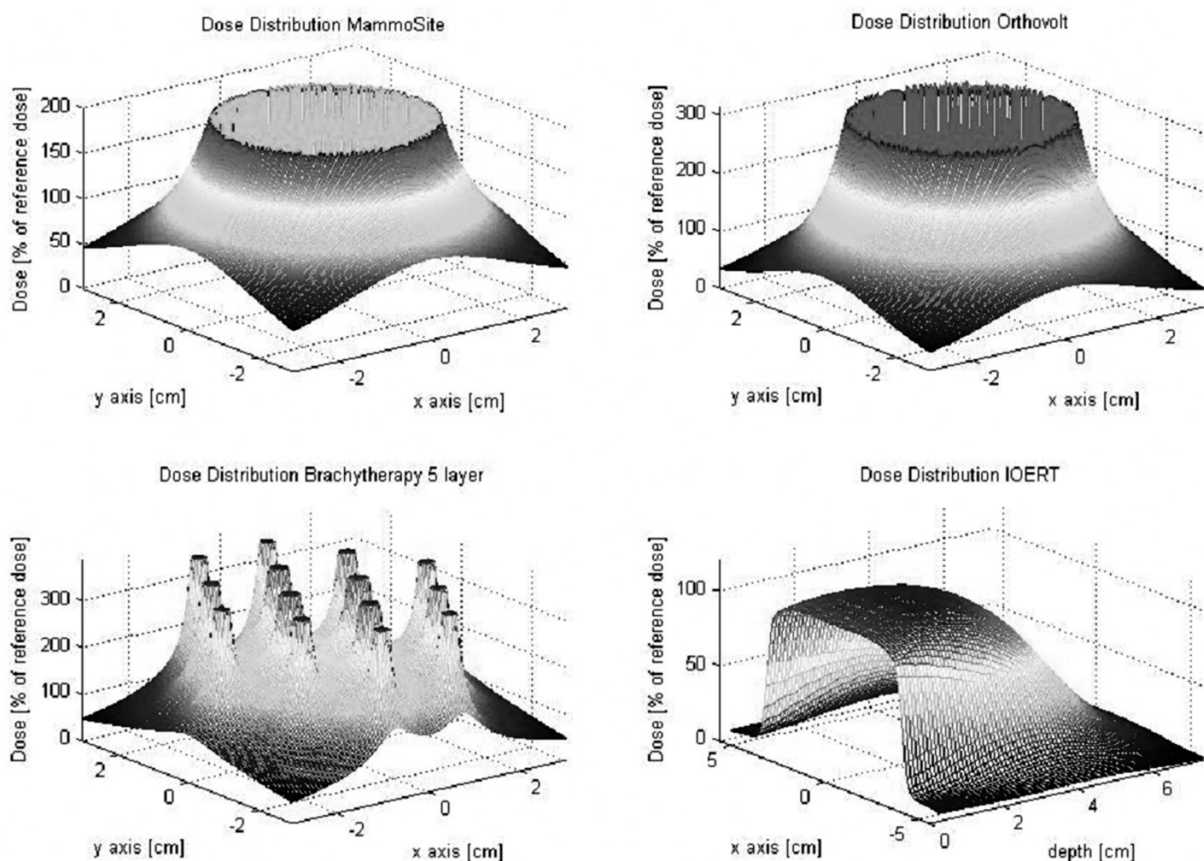 Dose Distribution MammoSite
Dose [% of reference dose]
200
150
100
50
0
2
0
-2
y axis [cm]
-2
0
2
x axis [cm]
Dose Distribution Orthovolt
Dose [% of reference dose]
300
200
100
0
2
0
-2
y axis [cm]
-2
0
2
x axis [cm]
Dose Distribution Brachytherapy 5 layer
Dose [% of reference dose]
300
200
100
0
2
0
-2
y axis [cm]
-2
0
2
x axis [cm]
Dose Distribution IOERT
Dose [% of reference dose]
100
50
0
5
0
-5
x axis [cm]
0
2
4
6
depth [cm]